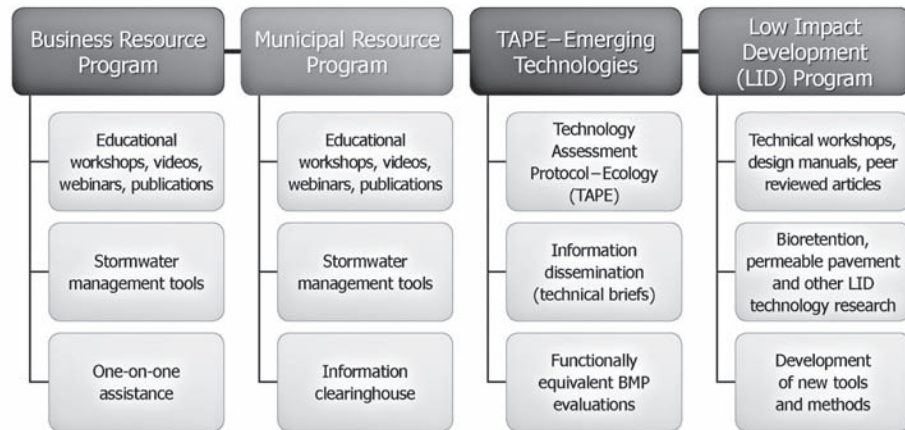 Business Resource
Program
Educational
workshops, videos,
webinars, publications
Stormwater
management tools
One-on-one
assistance
Municipal Resource
Program
Educational
workshops, videos,
webinars, publications
Stormwater
management tools
Information
clearinghouse
TAPE–Emerging
Technologies
Technology
Assessment
Protocol–Ecology
(TAPE)
Information
dissemination
(technical briefs)
Functionally
equivalent BMP
evaluations
Low Impact
Development
(LID) Program
Technical workshops,
design manuals, peer
reviewed articles
Bioretention,
permeable pavement
and other LID
technology research
Development
of new tools
and methods